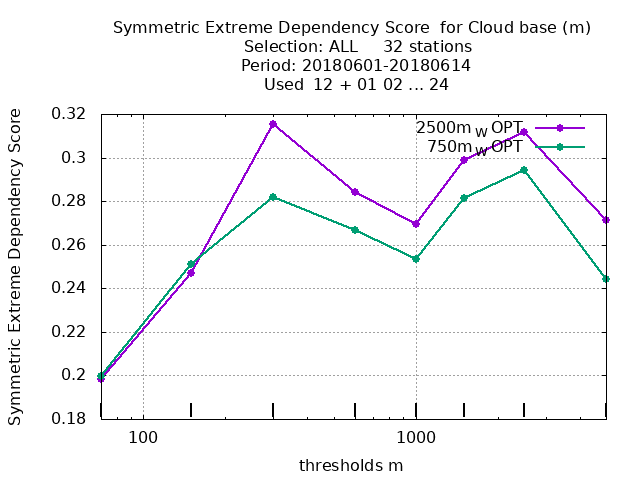 Symmetric Extreme Dependency Score for Cloud base (m)
Selection: ALL 32 stations
Period: 20180601-20180614
Used 12 + 01 02 ... 24
Symmetric Extreme Dependency Score
0.32
0.3
0.28
0.26
0.24
0.22
0.2
0.18
2500m W OPT
750m W OPT
100
1000
thresholds m